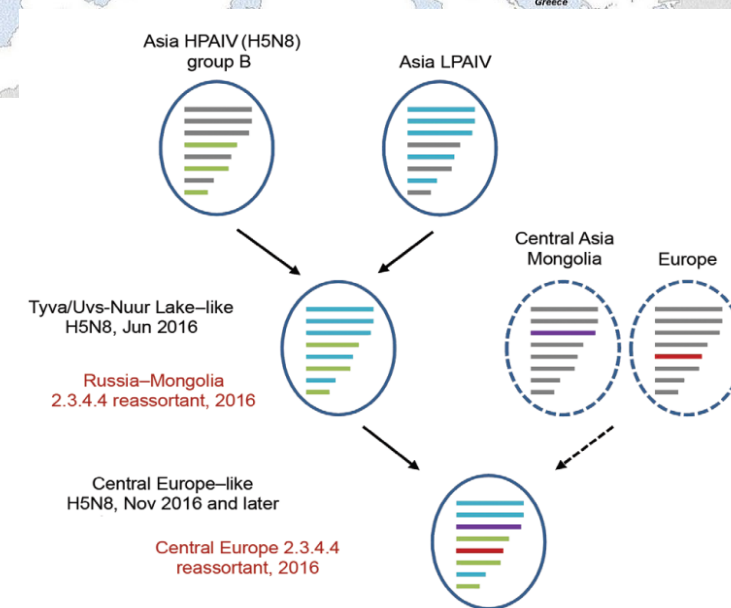 Greece
Asia HPAIV (H5N8)
group B
Asia LPAIV
Central Asia
Mongolia
Europe
Tyva/Uvs-Nuur Lake–like
H5N8, Jun 2016
Russia–Mongolia
2.3.4.4 reassortant, 2016
Central Europe–like
H5N8, Nov 2016 and later
Central Europe 2.3.4.4
reassortant, 2016